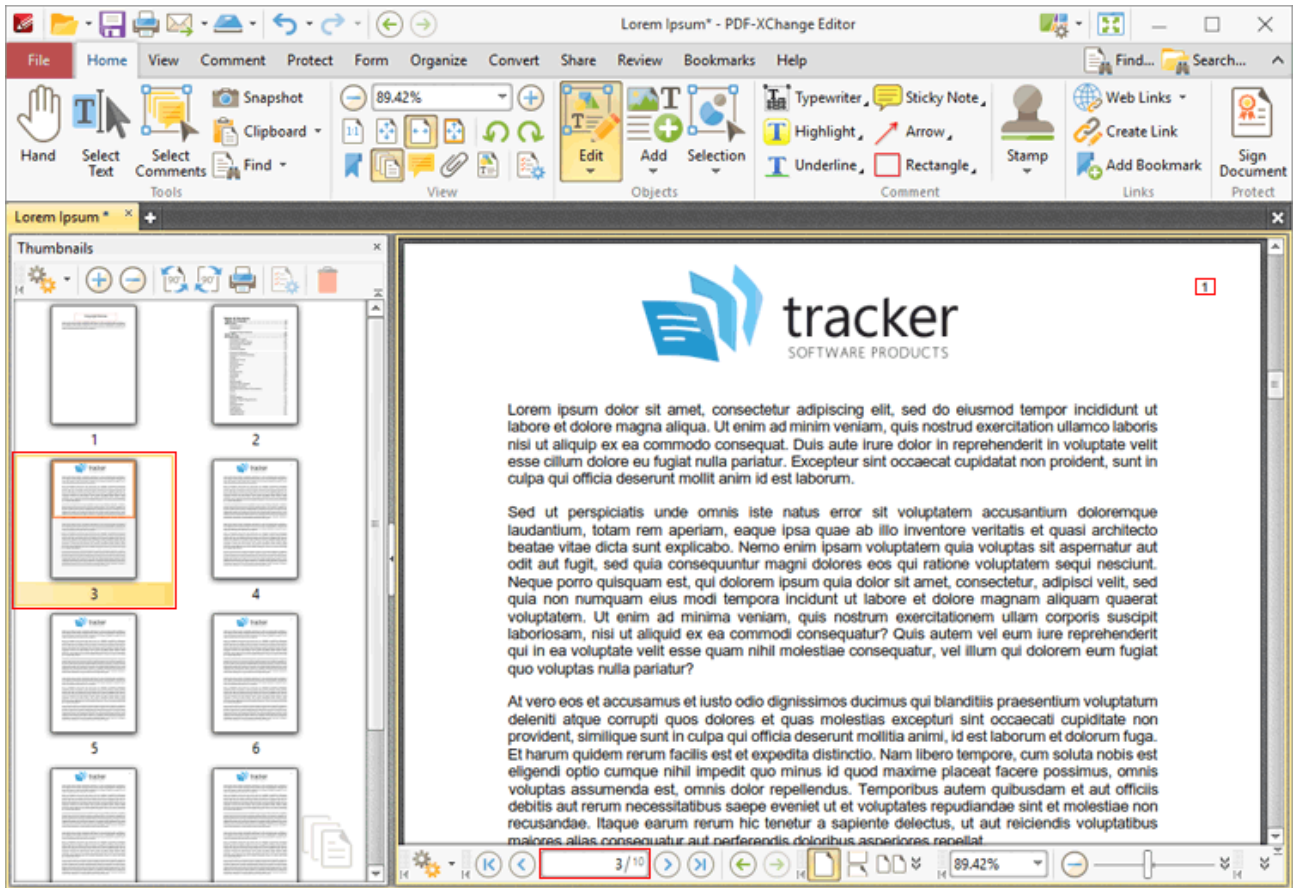 Lorem Ipsum* - PDF-XChange Editor
File Home View Comment Protect Form Organize Convert Share Review Bookmarks Help Find... Search...
Hand
Select Text
Select Comments
Snapshot
Clipboard
Find
Tools
89.42%
1:1
View
Edit
Add
Selection
Objects
Typewriter
Highlight
Underline
Sticky Note
Arrow
Rectangle
Comment
Stamp
Web Links
Create Link
Add Bookmark
Links
Sign Document
Protect
Lorem Ipsum *
Thumbnails
90°
90°
1
2
tracker
tracker
3
4
tracker
tracker
5
6
tracker
tracker
1
tracker
SOFTWARE PRODUCTS
Lorem ipsum dolor sit amet, consectetur adipiscing elit, sed do eiusmod tempor incididunt ut
labore et dolore magna aliqua. Ut enim ad minim veniam, quis nostrud exercitation ullamco laboris
nisi ut aliquip ex ea commodo consequat. Duis aute irure dolor in reprehenderit in voluptate velit
esse cillum dolore eu fugiat nulla pariatur. Excepteur sint occaecat cupidatat non proident, sunt in
culpa qui officia deserunt mollit anim id est laborum.
Sed ut perspiciatis unde omnis iste natus error sit voluptatem accusantium doloremque
laudantium, totam rem aperiam, eaque ipsa quae ab illo inventore veritatis et quasi architecto
beatae vitae dicta sunt explicabo. Nemo enim ipsam voluptatem quia voluptas sit aspernatur aut
odit aut fugit, sed quia consequuntur magni dolores eos qui ratione voluptatem sequi nesciunt.
Neque porro quisquam est, qui dolorem ipsum quia dolor sit amet, consectetur, adipisci velit, sed
quia non numquam eius modi tempora incidunt ut labore et dolore magnam aliquam quaerat
voluptatem. Ut enim ad minima veniam, quis nostrum exercitationem ullam corporis suscipit
laboriosam, nisi ut aliquid ex ea commodi consequatur? Quis autem vel eum iure reprehenderit
qui in ea voluptate velit esse quam nihil molestiae consequatur, vel illum qui dolorem eum fugiat
quo voluptas nulla pariatur?
At vero eos et accusamus et iusto odio dignissimos ducimus qui blanditiis praesentium voluptatum
deleniti atque corrupti quos dolores et quas molestias excepturi sint occaecati cupiditate non
provident, similique sunt in culpa qui officia deserunt mollitia animi, id est laborum et dolorum fuga.
Et harum quidem rerum facilis est et expedita distinctio. Nam libero tempore, cum soluta nobis est
eligendi optio cumque nihil impedit quo minus id quod maxime placeat facere possimus, omnis
voluptas assumenda est, omnis dolor repellendus. Temporibus autem quibusdam et aut officiis
debitis aut rerum necessitatibus saepe eveniet ut et voluptates repudiandae sint et molestiae non
recusandae. Itaque earum rerum hic tenetur a sapiente delectus, ut aut reiciendis voluptatibus
maiores alias consequatur aut perferendis doloribus asperiores repellat
3/10
89.42%